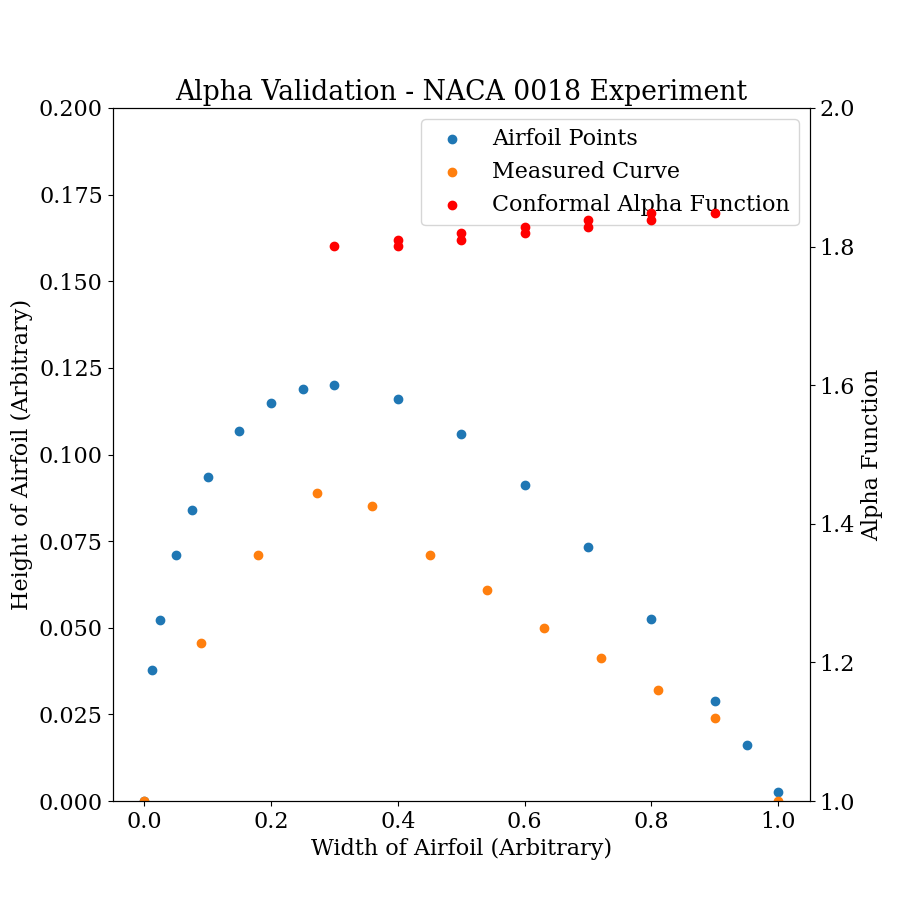 Alpha Validation - NACA 0018 Experiment
Airfoil Points
Measured Curve
Conformal Alpha Function
0.200
0.175
0.150
0.125
0.100
0.075
0.050
0.025
0.000
Height of Airfoil (Arbitrary)
2.0
1.8
1.6
1.4
1.2
1.0
Alpha Function
0.0 0.2 0.4 0.6 0.8 1.0
Width of Airfoil (Arbitrary)